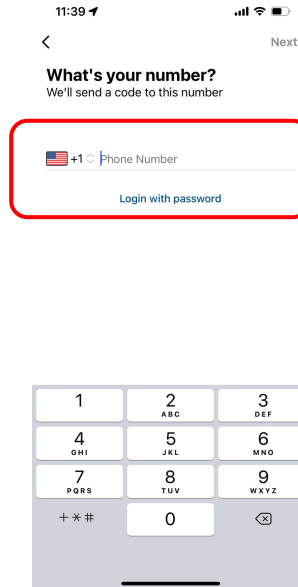 11:39
Next
What's your number?
We'll send a code to this number
+1 Phone Number
Login with password
1 2 3
ABC DEF
4 5 6
GHI JKL MNO
7 8 9
PQRS TUV WXYZ
+*# 0